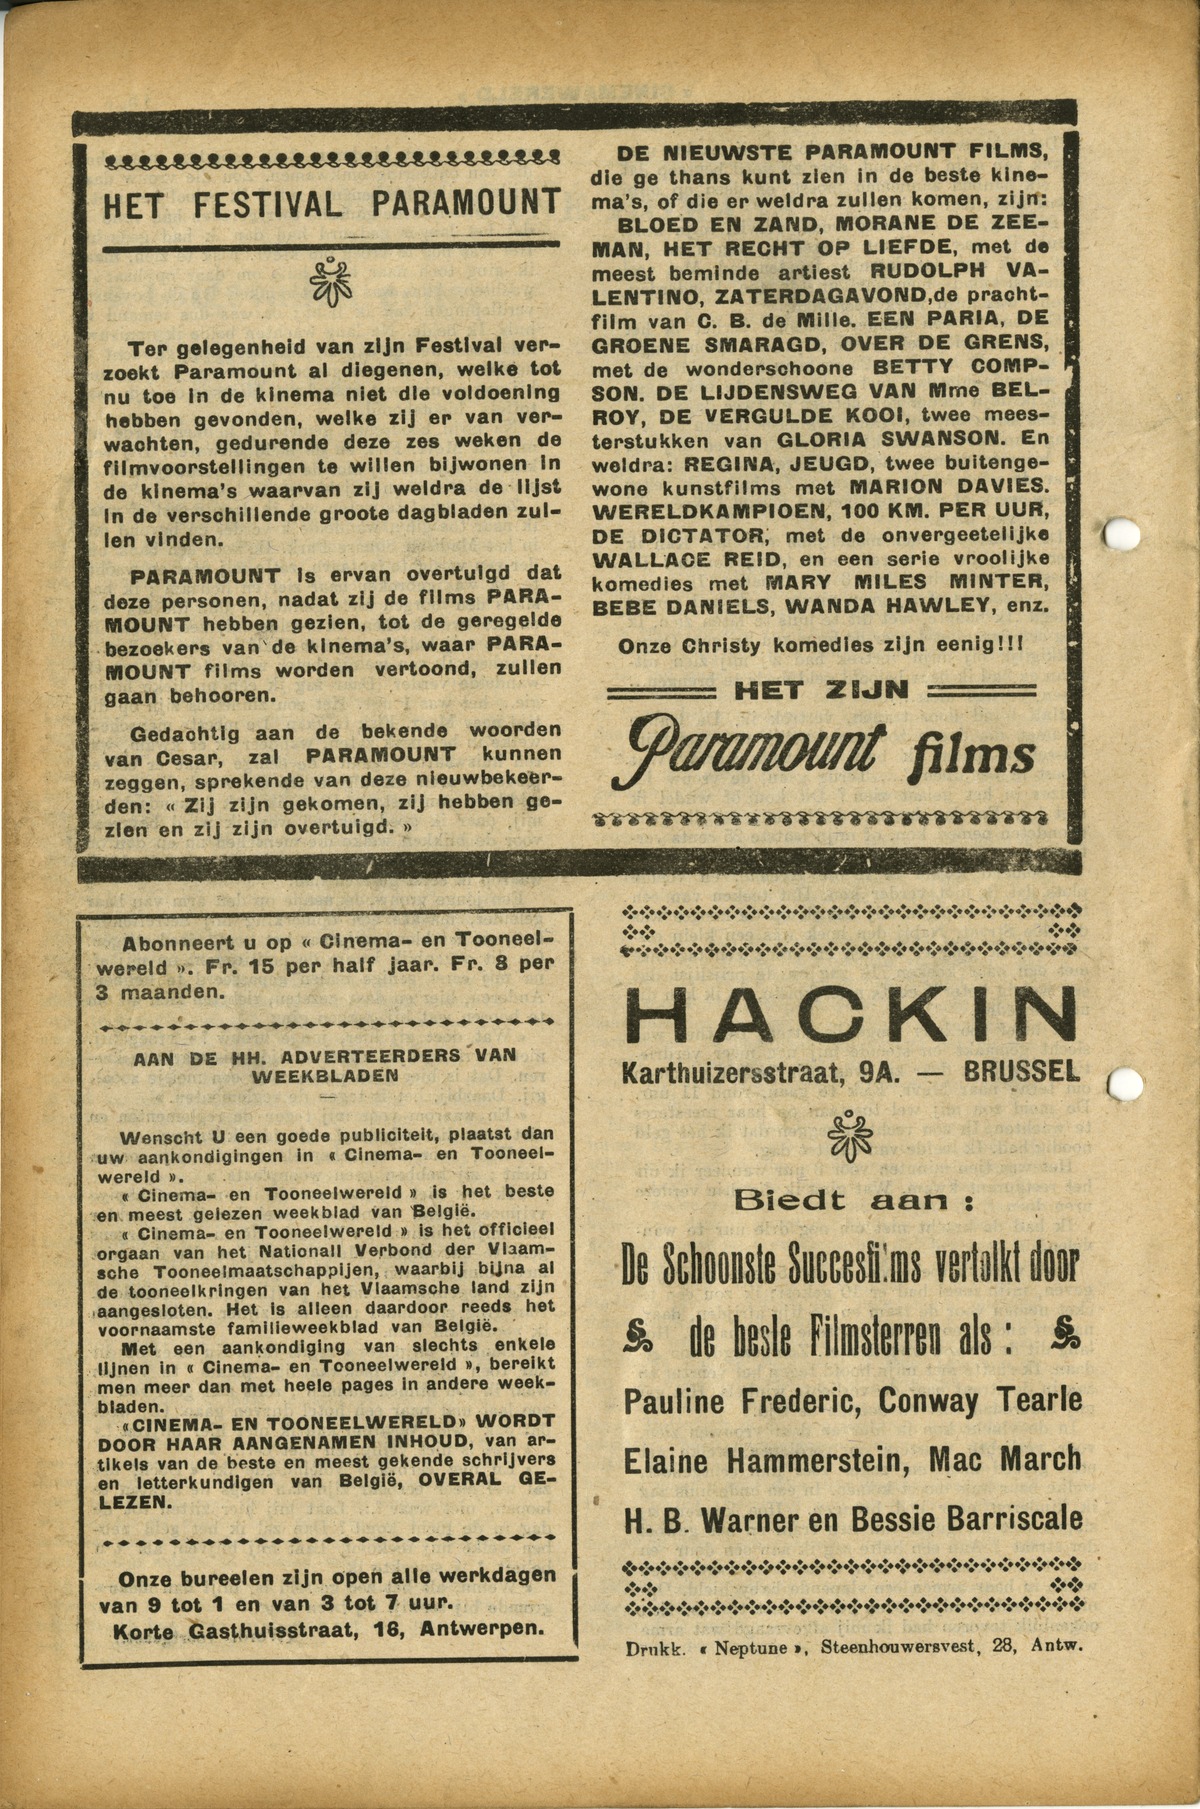 HET FESTIVAL PARAMOUNT
Ter gelegenheid van zijn Festival ver-
zoekt Paramount al diegenen, welke tot
nu toe in de kinema niet die voldoening
hebben gevonden, welke zij er van ver-
wachten, gedurende deze zes weken de
filmvoorstellingen te willen bijwonen in
de kinema's waarvan zij weldra de lijst
in de verschillende groote dagbladen zul-
len vinden.
PARAMOUNT is ervan overtuigd dat
deze personen, nadat zij de films PARA-
MOUNT hebben gezien, tot de geregelde
bezoekers van de kinema's, waar PARA-
MOUNT films worden vertoond, zullen
gaan behooren.
Gedachtig aan de bekende woorden
van Cesar, zal PARAMOUNT kunnen
zeggen, sprekende van deze nieuwbekeer-
den: « Zij zijn gekomen, zij hebben ge-
zien en zij zijn overtuigd. »
DE NIEUWSTE PARAMOUNT FILMS,
die ge thans kunt zien in de beste kine-
ma's, of die er weldra zullen komen, zijn:
BLOED EN ZAND, MORANE DE ZEE-
MAN, HET RECHT OP LIEFDE, met de
meest beminde artiest RUDOLPH VA-
LENTINO, ZATERDAGAVOND,de pracht-
film van C. B. de Mille. EEN PARIA, DE
GROENE SMARAGD, OVER DE GRENS,
met de wonderschoone BETTY COMP-
SON. DE LIJDENSWEG VAN Mme BEL-
ROY, DE VERGULDE KOOI, twee mees-
terstukken van GLORIA SWANSON. En
weldra: REGINA, JEUGD, twee buitenge-
wone kunstfilms met MARION DAVIES.
WERELDKAMPIOEN, 100 KM. PER UUR,
DE DICTATOR, met de onvergeetelijke
WALLACE REID, en een serie vroolijke
komedies met MARY MILES MINTER,
BEBE DANIELS, WANDA HAWLEY, enz.
Onze Christy komedies zijn eenig!!!
HET ZIJN
Paramount films
Abonneert u op « Cinema- en Tooneel-
wereld ». Fr. 15 per half jaar. Fr. 8 per
3 maanden.
AAN DE HH. ADVERTEERDERS VAN
WEEKBLADEN
Wenscht U een goede publiciteit, plaatst dan
uw aankondigingen in « Cinema- en Tooneel-
wereld ».
« Cinema- en Tooneelwereld » is het beste
en meest gelezen weekblad van België.
« Cinema- en Tooneelwereld » is het officieel
orgaan van het Nationall Verbond der Vlaam-
sche Tooneelmaatschappijen, waarbij bijna al
de tooneelkringen van het Vlaamsche land zijn
aangesloten. Het is alleen daardoor reeds het
voornaamste familieweekblad van België.
Met een aankondiging van slechts enkele
lijnen in « Cinema- en Tooneelwereld », bereikt
men meer dan met heele pages in andere week-
bladen.
«CINEMA- EN TOONEELWERELD» WORDT
DOOR HAAR AANGENAMEN INHOUD, van ar-
tikels van de beste en meest gekende schrijvers
en letterkundigen van België, OVERAL GE-
LEZEN.
Onze bureelen zijn open alle werkdagen
van 9 tot 1 en van 3 tot 7 uur.
Korte Gasthuisstraat, 16, Antwerpen.
HACKIN
Karthuizersstraat, 9A. — BRUSSEL
Biedt aan :
De Schoonste Succesfilms vertolkt door
de beste Filmsterren als :
Pauline Frederic, Conway Tearle
Elaine Hammerstein, Mac March
H. B. Warner en Bessie Barriscale
Drukk. « Neptune », Steenhouwersvest, 28, Antw.